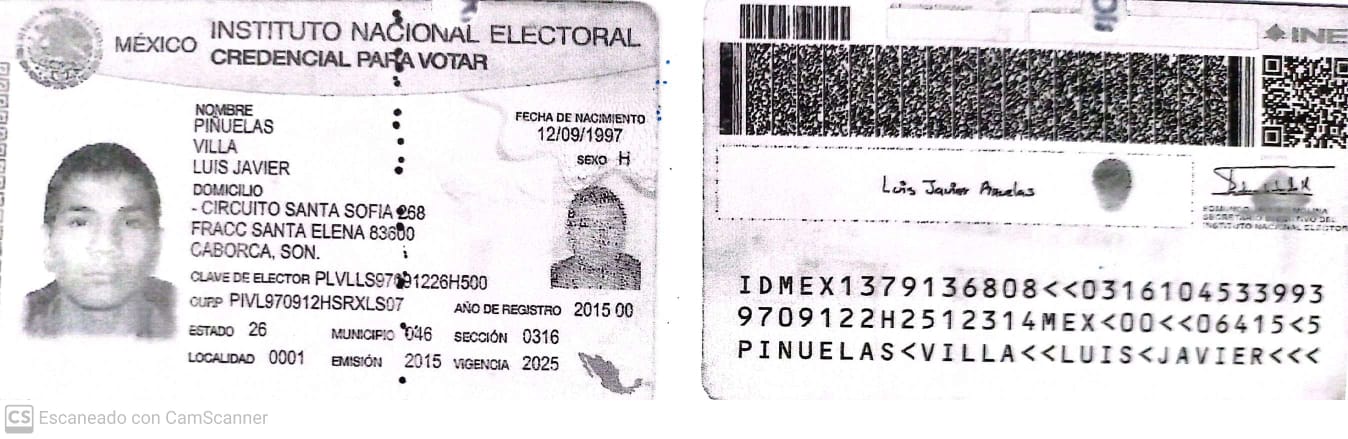 MÉXICO
INSTITUTO NACIONAL ELECTORAL
CREDENCIAL PARA VOTAR
NOMBRE
PIÑUELAS
VILLA
LUIS JAVIER
DOMICILIO
- CIRCUITO SANTA SOFIA 268
FRACC SANTA ELENA 83600
CABORCA, SON.
FECHA DE NACIMIENTO
12/09/1997
SEXO H
CLAVE DE ELECTOR PLVLLS97091226H500
CURP PIVL970912HSRXLS07 AÑO DE REGISTRO 2015 00
ESTADO 26 MUNICIPIO 046 SECCIÓN 0316
LOCALIDAD 0001 EMISIÓN 2015 VIGENCIA 2025
INE
Luis Javier
SECRETARIO EJECUTIVO DEL
INSTITUTO NACIONAL ELECTORAL
IDMEX1379136808<<0316104533993
9709122H2512314MEX<00<<06415<5
PINUELAS<VILLA<<LUIS<JAVIER<<<
CS Escaneado con CamScanner